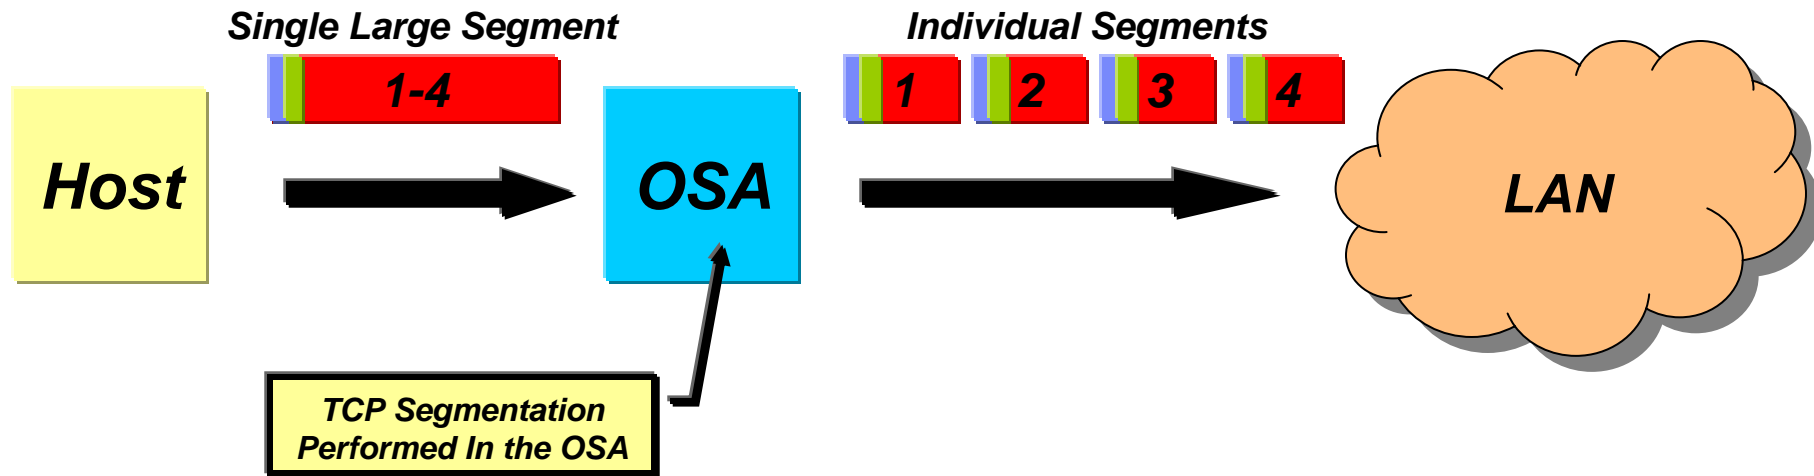 Single Large Segment
Individual Segments
1-4
1
2
3
4
Host
OSA
LAN
TCP Segmentation
Performed In the OSA